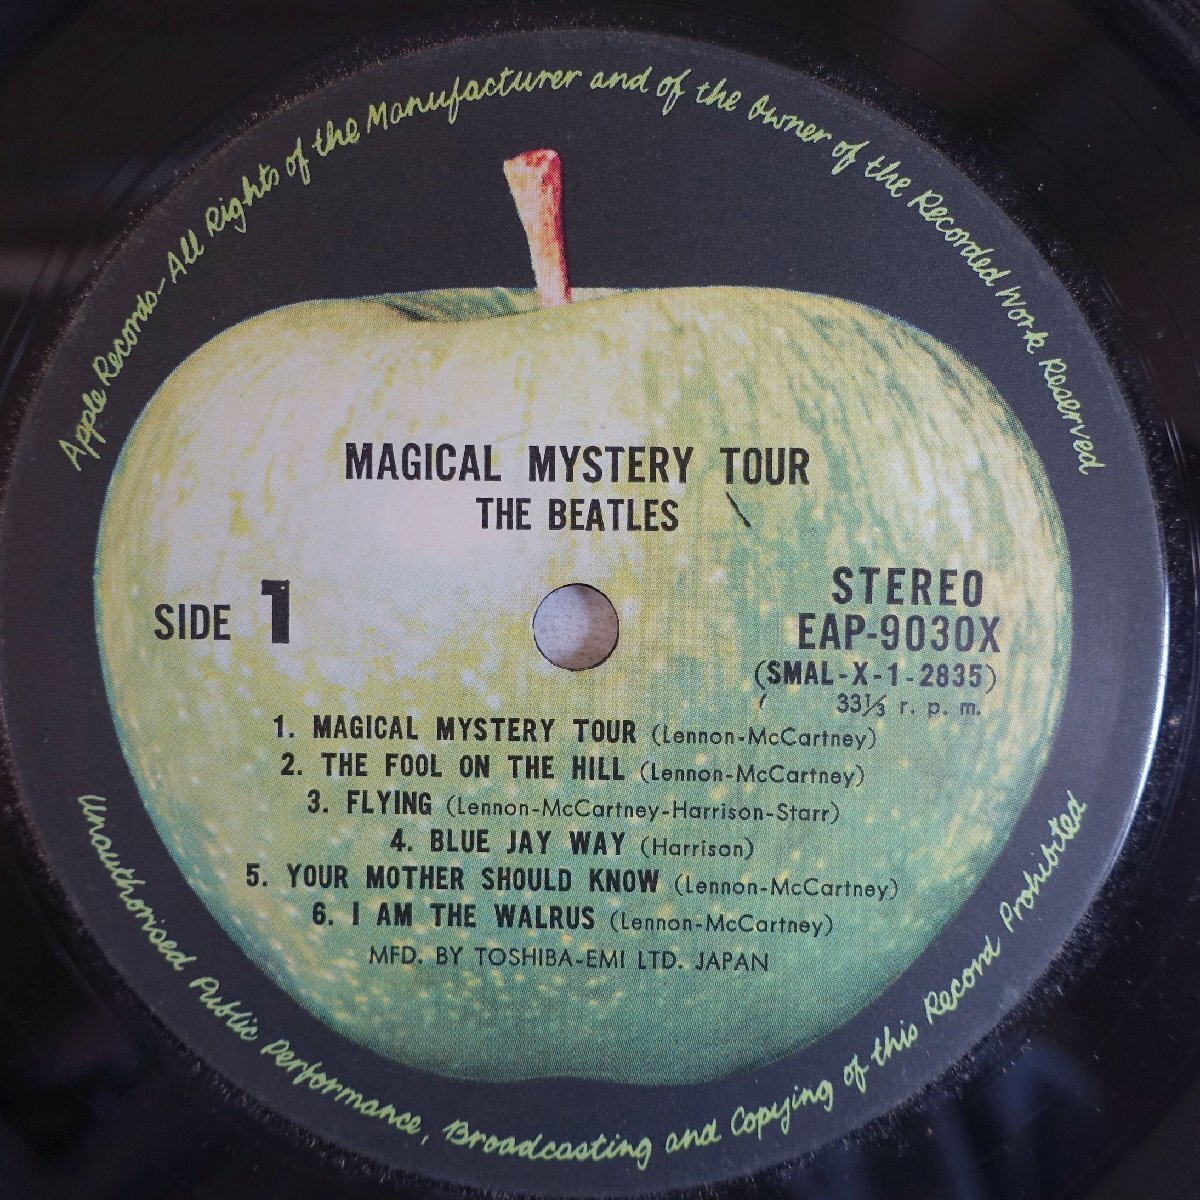 Apple Records—All Rights of the Manufacturer and of the Owner of the Recorded Work Reserved
MAGICAL MYSTERY TOUR
THE BEATLES
SIDE 1
STEREO
EAP-9030X
(SMAL-X-1-2835)
33⅓ r. p. m.
1. MAGICAL MYSTERY TOUR (Lennon-McCartney)
2. THE FOOL ON THE HILL (Lennon-McCartney)
3. FLYING (Lennon-McCartney-Harrison-Starr)
4. BLUE JAY WAY (Harrison)
5. YOUR MOTHER SHOULD KNOW (Lennon-McCartney)
6. I AM THE WALRUS (Lennon-McCartney)
MFD. BY TOSHIBA-EMI LTD. JAPAN
Unauthorised Public Performance, Broadcasting and Copying of this Record Prohibited